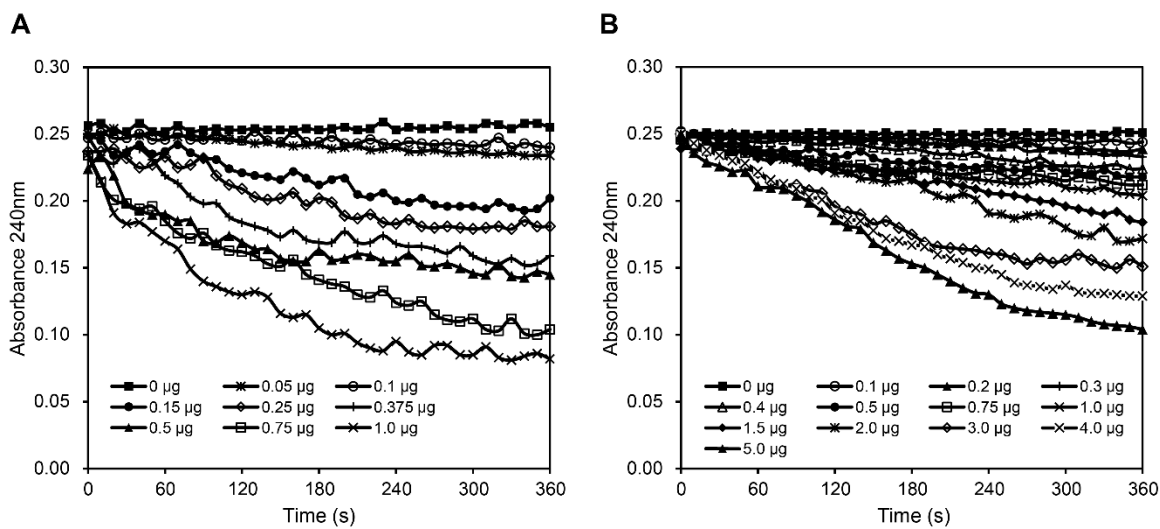 A
B
0.30
0.25
0.20
0.15
0.10
0.05
0.00
Absorbance 240nm
0 µg 0.05 µg 0.1 µg
0.15 µg 0.25 µg 0.375 µg
0.5 µg 0.75 µg 1.0 µg
0 60 120 180 240 300 360
Time (s)
0.30
0.25
0.20
0.15
0.10
0.05
0.00
Absorbance 240nm
0 µg 0.1 µg 0.2 µg 0.3 µg
0.4 µg 0.5 µg 0.75 µg 1.0 µg
1.5 µg 2.0 µg 3.0 µg 4.0 µg
5.0 µg
0 60 120 180 240 300 360
Time (s)